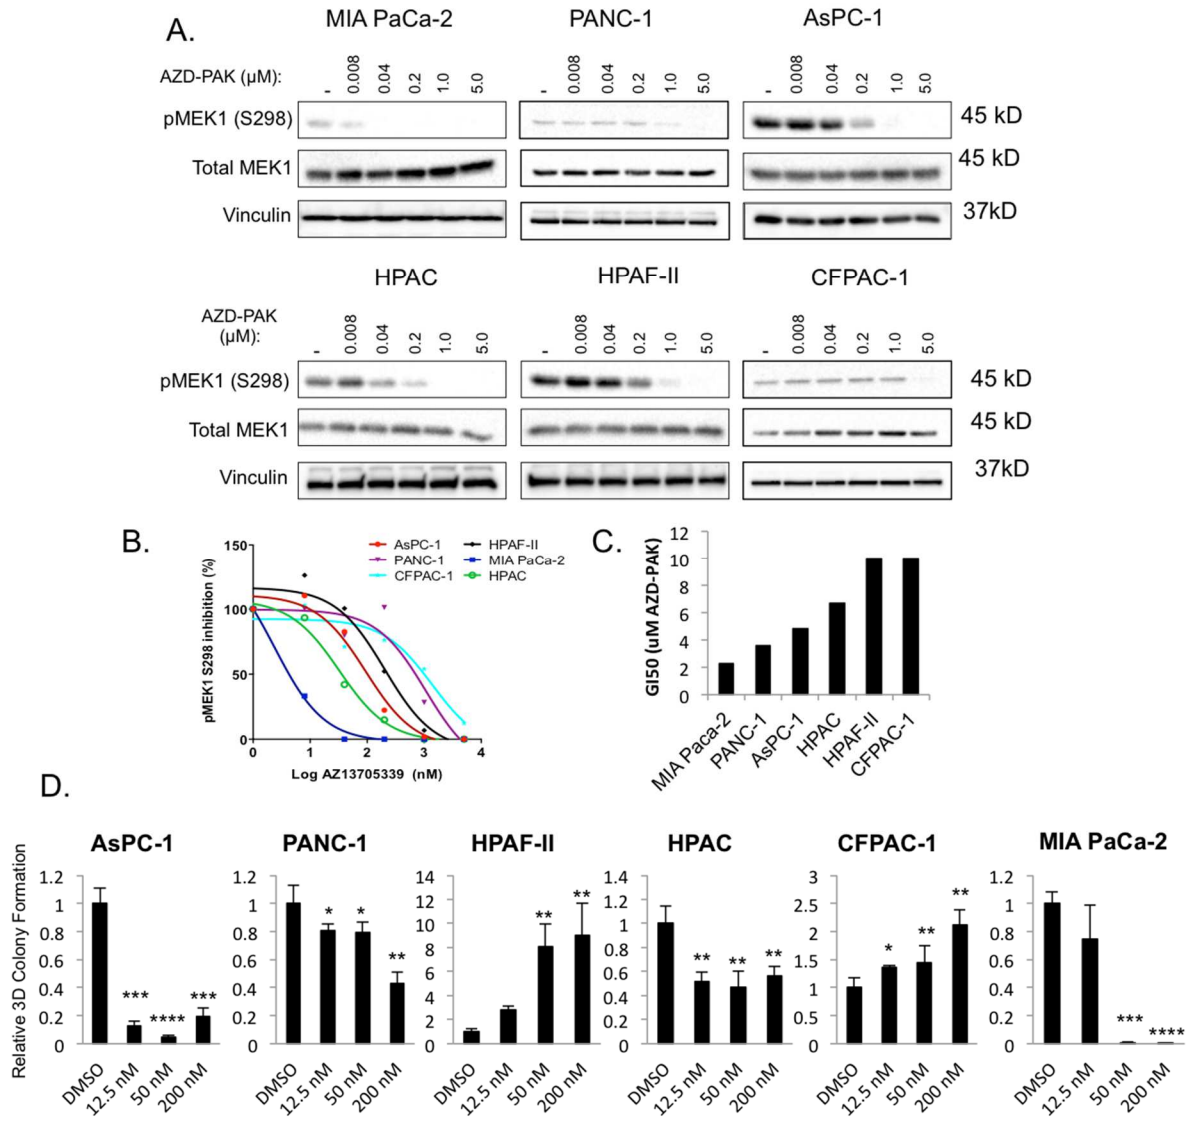 A.
MIA PaCa-2 PANC-1 AsPC-1
AZD-PAK (µM): - 0.008 0.04 0.2 1.0 5.0 - 0.008 0.04 0.2 1.0 5.0 - 0.008 0.04 0.2 1.0 5.0
pMEK1 (S298) 45 kD
Total MEK1 45 kD
Vinculin 37kD
HPAC HPAF-II CFPAC-1
AZD-PAK
(µM): - 0.008 0.04 0.2 1.0 5.0 - 0.008 0.04 0.2 1.0 5.0 - 0.008 0.04 0.2 1.0 5.0
pMEK1 (S298) 45 kD
Total MEK1 45 kD
Vinculin 37kD
B.
pMEK1 S298 inhibition (%)
150
100
50
0
0 1 2 3 4
Log AZ13705339 (nM)
AsPC-1 HPAF-II
PANC-1 MIA PaCa-2
CFPAC-1 HPAC
C.
GI50 (uM AZD-PAK)
12
10
8
6
4
2
0
MIA Paca-2 PANC-1 AsPC-1 HPAC HPAF-II CFPAC-1
D.
Relative 3D Colony Formation
AsPC-1
1.2
1
0.8
0.6
0.4
0.2
0
*** **** ***
DMSO 12.5 nM 50 nM 200 nM
PANC-1
1.2
1
0.8
0.6
0.4
0.2
0
* * **
DMSO 12.5 nM 50 nM 200 nM
HPAF-II
14
12
10
8
6
4
2
0
** **
DMSO 12.5 nM 50 nM 200 nM
HPAC
1.4
1.2
1
0.8
0.6
0.4
0.2
0
** ** **
DMSO 12.5 nM 50 nM 200 nM
CFPAC-1
3
2.5
2
1.5
1
0.5
0
* ** **
DMSO 12.5 nM 50 nM 200 nM
MIA PaCa-2
1.2
1
0.8
0.6
0.4
0.2
0
*** ****
DMSO 12.5 nM 50 nM 200 nM